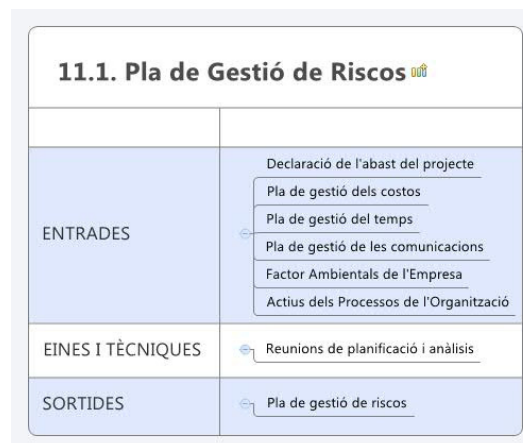 11.1. Pla de Gestió de Riscos
ENTRADES
Declaració de l'abast del projecte
Pla de gestió dels costos
Pla de gestió del temps
Pla de gestió de les comunicacions
Factor Ambientals de l'Empresa
Actius dels Processos de l'Organització
EINES I TÈCNIQUES
Reunions de planificació i anàlisis
SORTIDES
Pla de gestió de riscos